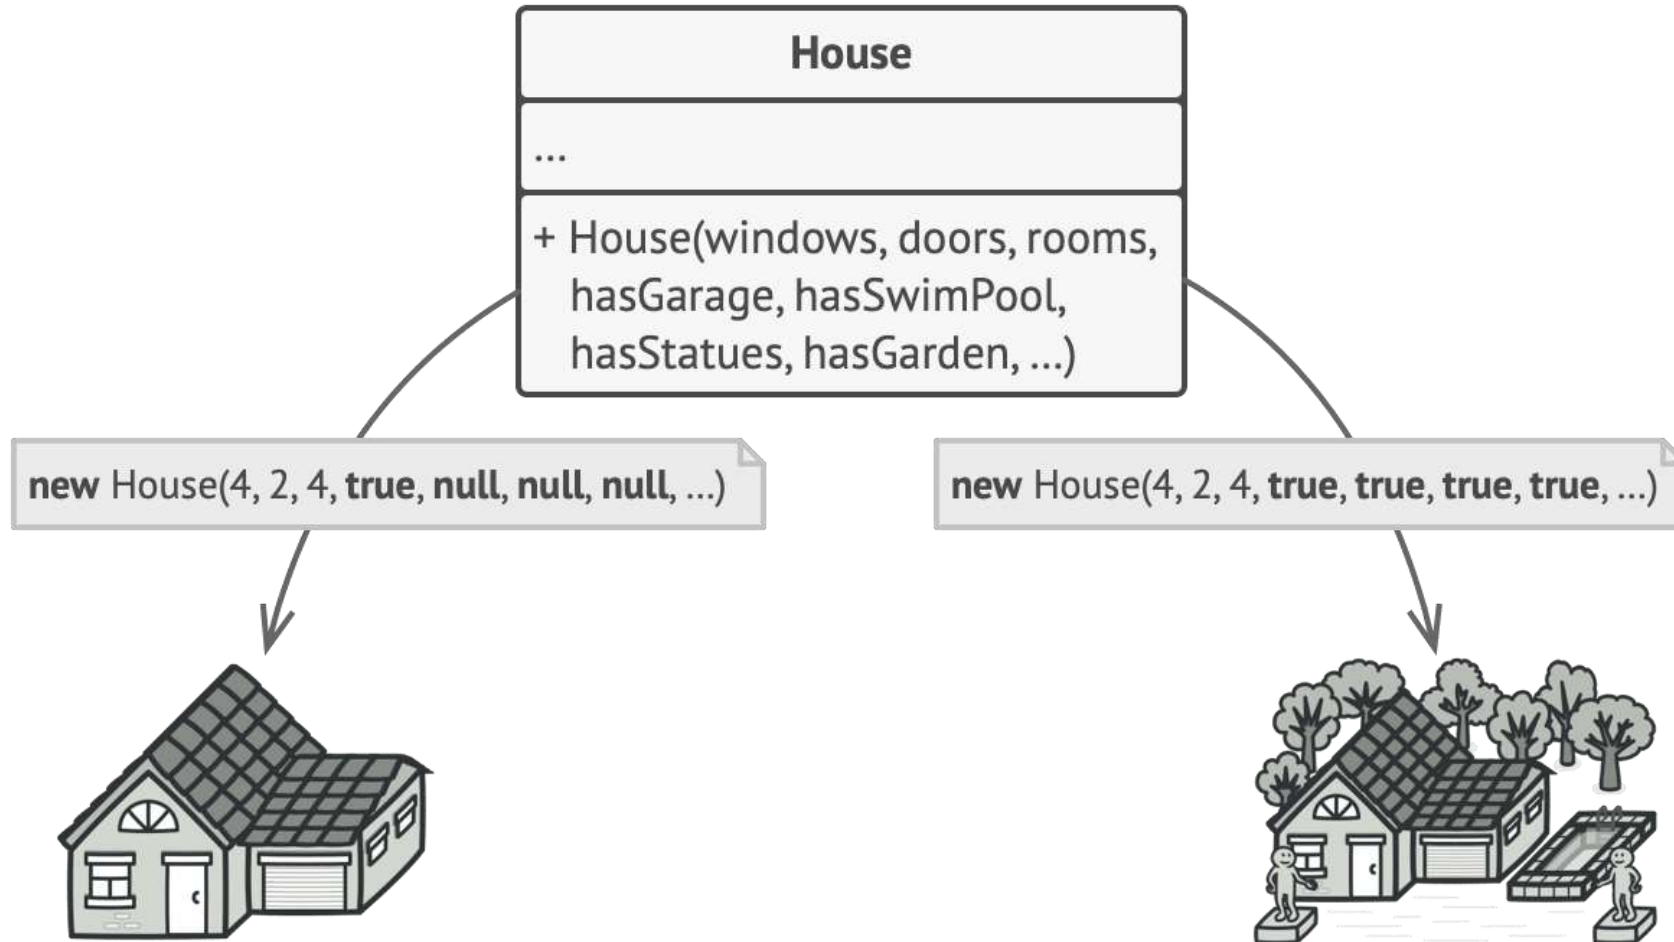 House
...
+ House(windows, doors, rooms,
hasGarage, hasSwimPool,
hasStatues, hasGarden, ...)
new House(4, 2, 4, true, null, null, null, ...)
new House(4, 2, 4, true, true, true, true, ...)